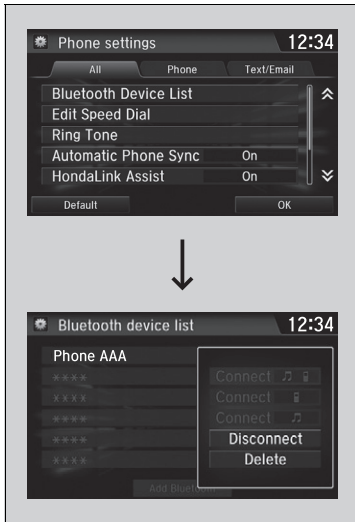 Phone settings 12:34
All Phone Text/Email
Bluetooth Device List
Edit Speed Dial
Ring Tone
Automatic Phone Sync On
HondaLink Assist On
Default OK
Bluetooth device list 12:34
Phone AAA
**** Connect
**** Connect
**** Connect
**** Disconnect
**** Delete
Add Bluetooth